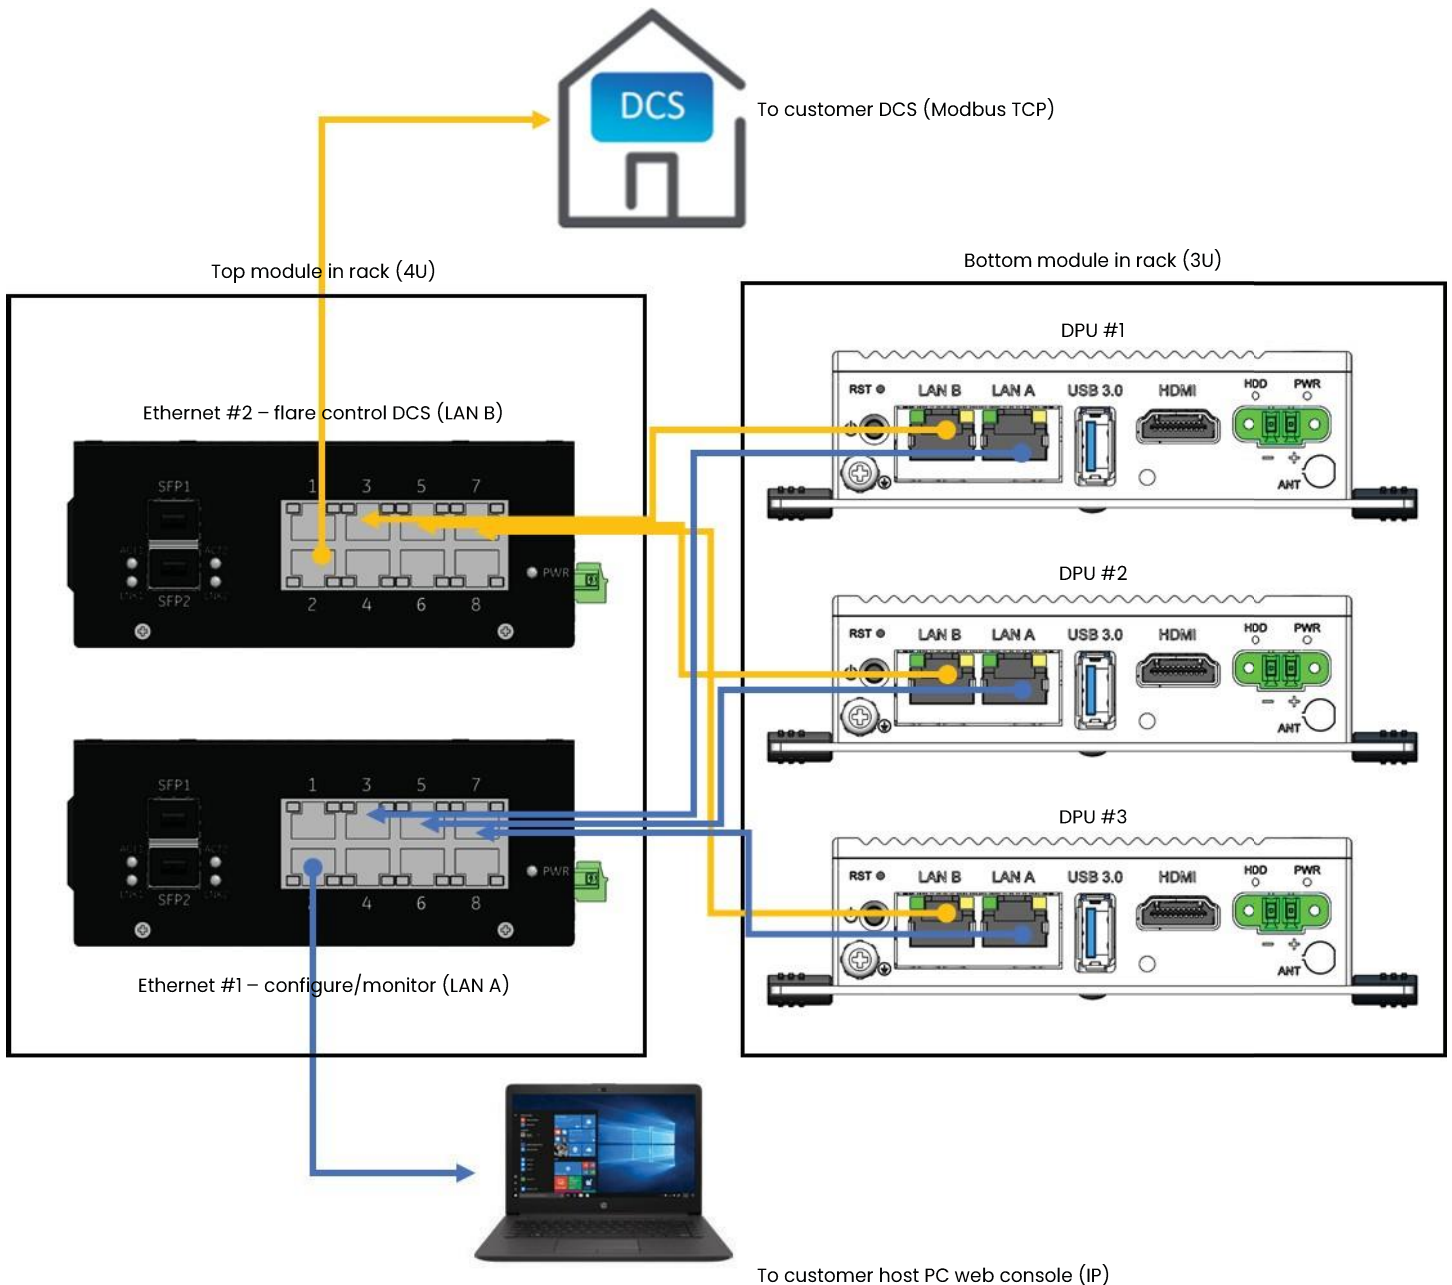 DCS
To customer DCS (Modbus TCP)
Top module in rack (4U)
Bottom module in rack (3U)
Ethernet #2 – flare control DCS (LAN B)
SFP1
1 3 5 7
PWR
SFP2
2 4 6 8
SFP1
1 3 5 7
PWR
SFP2
4 6 8
Ethernet #1 – configure/monitor (LAN A)
DPU #1
RST LAN B LAN A USB 3.0 HDMI HDD PWR
− +
ANT
DPU #2
RST LAN B LAN A USB 3.0 HDMI HDD PWR
− +
ANT
DPU #3
RST LAN B LAN A USB 3.0 HDMI HDD PWR
− +
ANT
To customer host PC web console (IP)